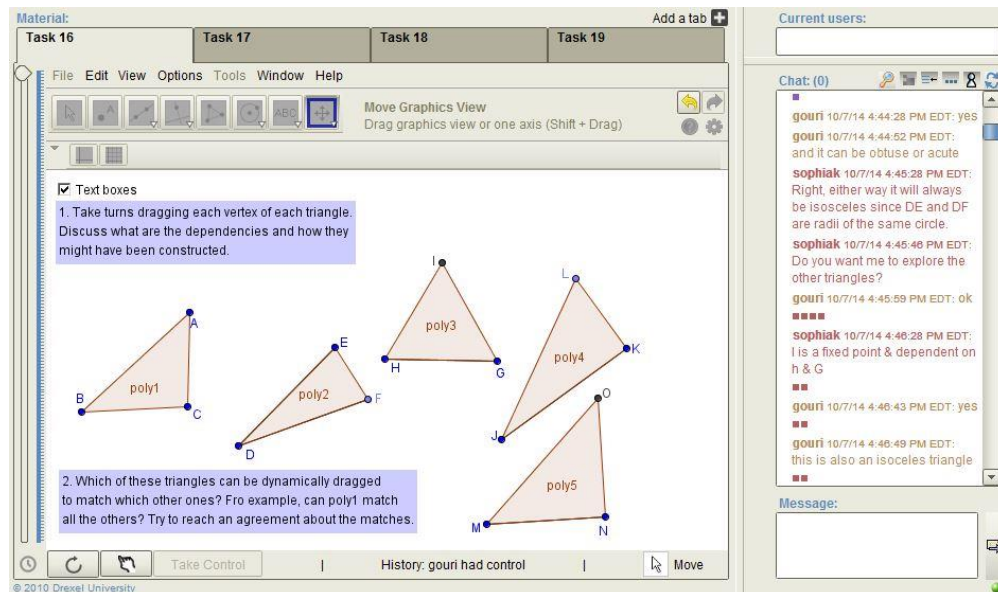 Material:
Add a tab
Task 16
Task 17
Task 18
Task 19
File Edit View Options Tools Window Help
ABC
Move Graphics View
Drag graphics view or one axis (Shift + Drag)
Text boxes
1. Take turns dragging each vertex of each triangle.
Discuss what are the dependencies and how they
might have been constructed.
A
B
C
poly1
D
E
F
poly2
I
H
G
poly3
L
K
J
poly4
O
M
N
poly5
2. Which of these triangles can be dynamically dragged
to match which other ones? Fro example, can poly1 match
all the others? Try to reach an agreement about the matches.
Take Control
History: gouri had control
Move
© 2010 Drexel University
Current users:
Chat: (0)
gouri 10/7/14 4:44:28 PM EDT: yes
gouri 10/7/14 4:44:52 PM EDT:
and it can be obtuse or acute
sophiak 10/7/14 4:45:28 PM EDT:
Right, either way it will always
be isosceles since DE and DF
are radii of the same circle.
sophiak 10/7/14 4:45:46 PM EDT:
Do you want me to explore the
other triangles?
gouri 10/7/14 4:45:59 PM EDT: ok
sophiak 10/7/14 4:46:28 PM EDT:
I is a fixed point & dependent on
h & G
gouri 10/7/14 4:46:43 PM EDT: yes
gouri 10/7/14 4:46:49 PM EDT:
this is also an isoceles triangle
Message: